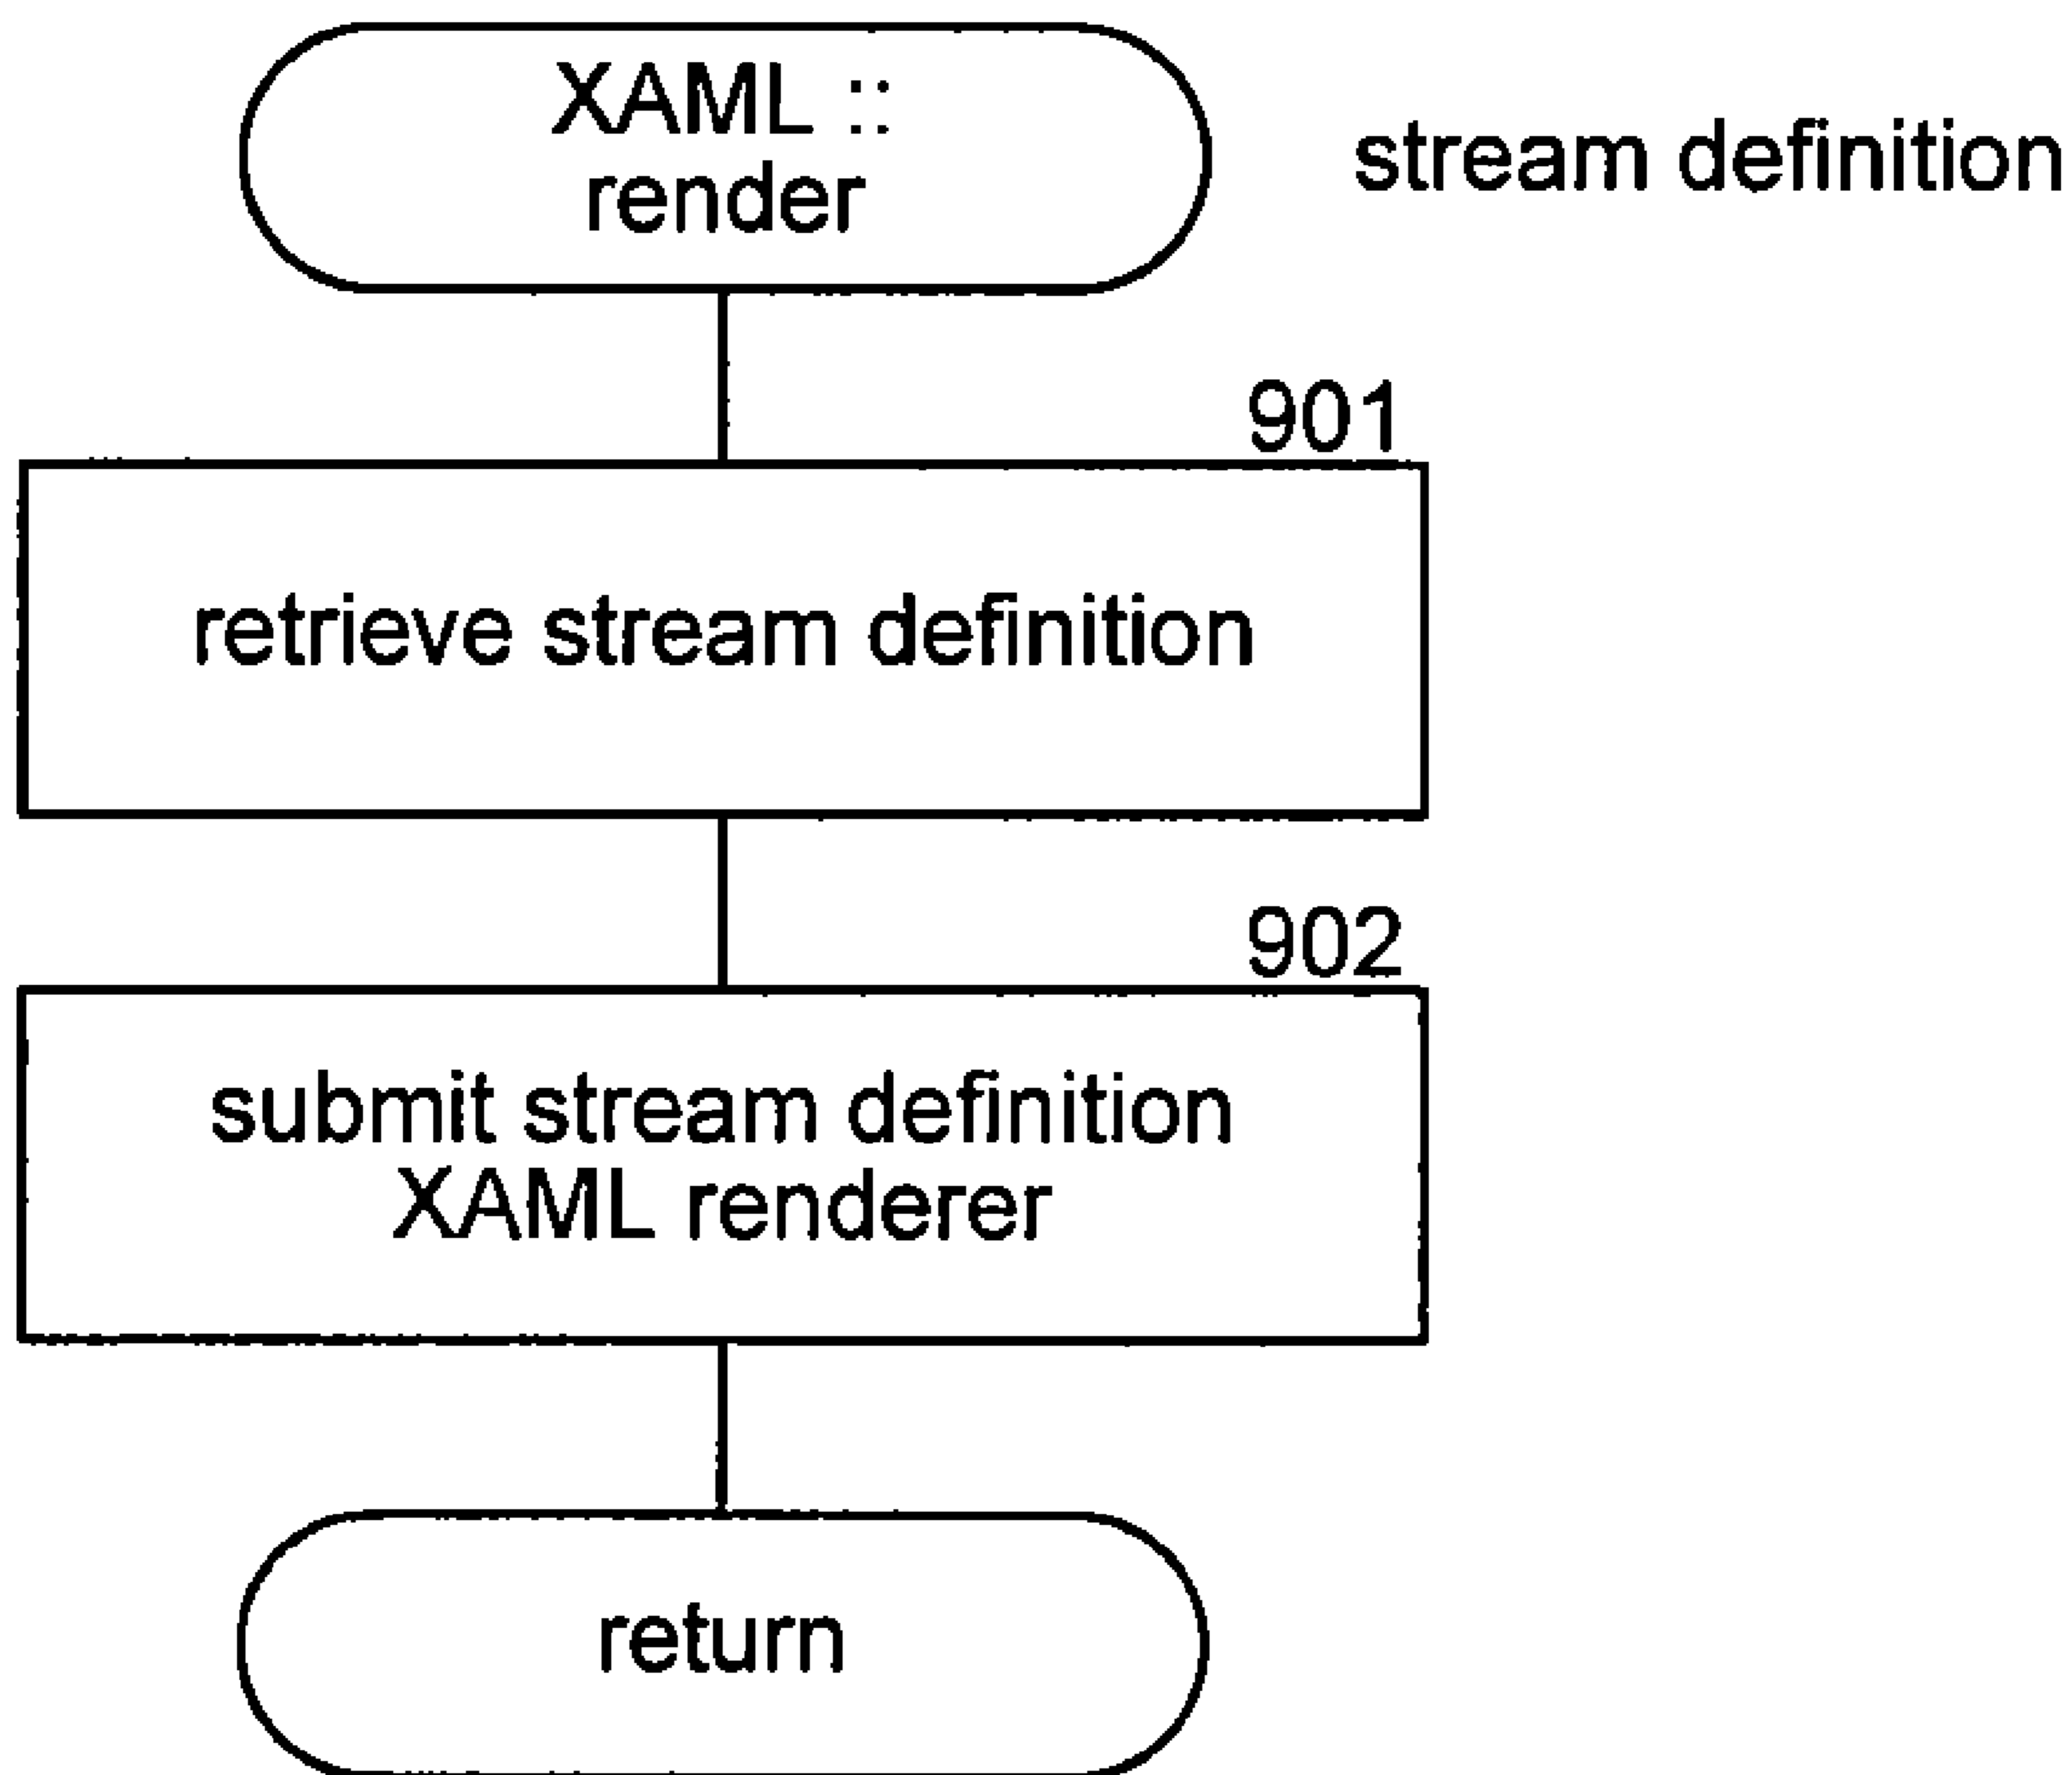 XAML ::
render
stream definition
901
retrieve stream definition
902
submit stream definition
XAML renderer
return